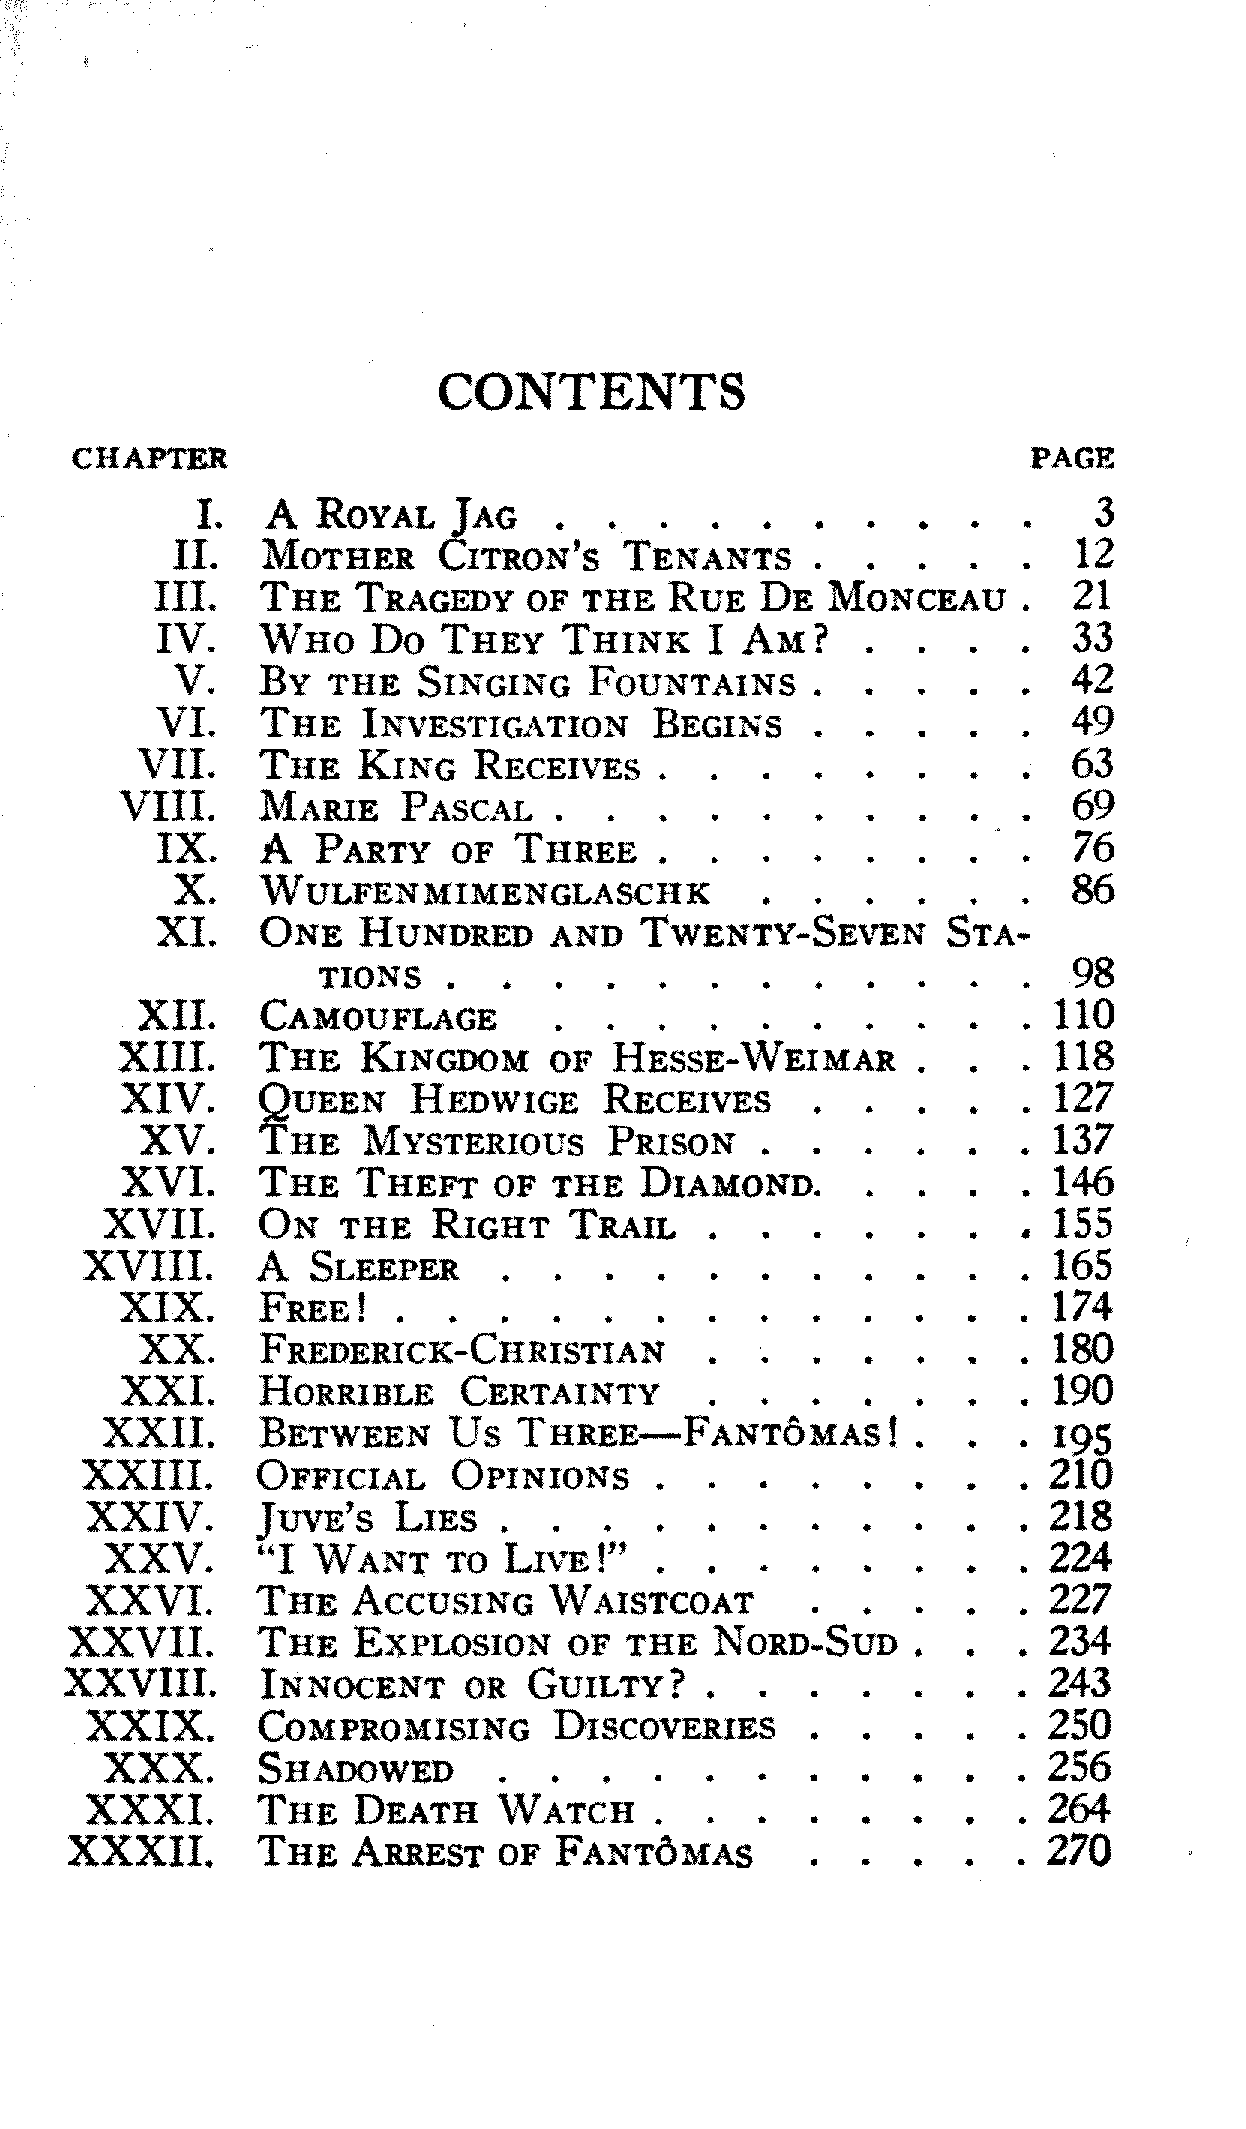 CONTENTS
CHAPTER PAGE
I. A ROYAL JAG . . . . . . . . . . 3
II. MOTHER CITRON'S TENANTS . . . . . 12
III. THE TRAGEDY OF THE RUE DE MONCEAU . 21
IV. WHO DO THEY THINK I AM? . . . . 33
V. BY THE SINGING FOUNTAINS . . . . . 42
VI. THE INVESTIGATION BEGINS . . . . . 49
VII. THE KING RECEIVES . . . . . . . . 63
VIII. MARIE PASCAL . . . . . . . . . . 69
IX. A PARTY OF THREE . . . . . . . . 76
X. WULFENMIMENGLASCHK . . . . . . 86
XI. ONE HUNDRED AND TWENTY-SEVEN STA-
TIONS . . . . . . . . . . . . 98
XII. CAMOUFLAGE . . . . . . . . . . 110
XIII. THE KINGDOM OF HESSE-WEIMAR . . . 118
XIV. QUEEN HEDWIGE RECEIVES . . . . . 127
XV. THE MYSTERIOUS PRISON . . . . . . 137
XVI. THE THEFT OF THE DIAMOND. . . . . 146
XVII. ON THE RIGHT TRAIL . . . . . . . 155
XVIII. A SLEEPER . . . . . . . . . . . 165
XIX. FREE! . . . . . . . . . . . . . 174
XX. FREDERICK-CHRISTIAN . . . . . . . 180
XXI. HORRIBLE CERTAINTY . . . . . . . 190
XXII. BETWEEN US THREE—FANTÔMAS! . . . 195
XXIII. OFFICIAL OPINIONS . . . . . . . . 210
XXIV. JUVE'S LIES . . . . . . . . . . . 218
XXV. "I WANT TO LIVE!" . . . . . . . . 224
XXVI. THE ACCUSING WAISTCOAT . . . . . 227
XXVII. THE EXPLOSION OF THE NORD-SUD . . . 234
XXVIII. INNOCENT OR GUILTY? . . . . . . . 243
XXIX. COMPROMISING DISCOVERIES . . . . . 250
XXX. SHADOWED . . . . . . . . . . . 256
XXXI. THE DEATH WATCH . . . . . . . . 264
XXXII. THE ARREST OF FANTÔMAS . . . . . 270